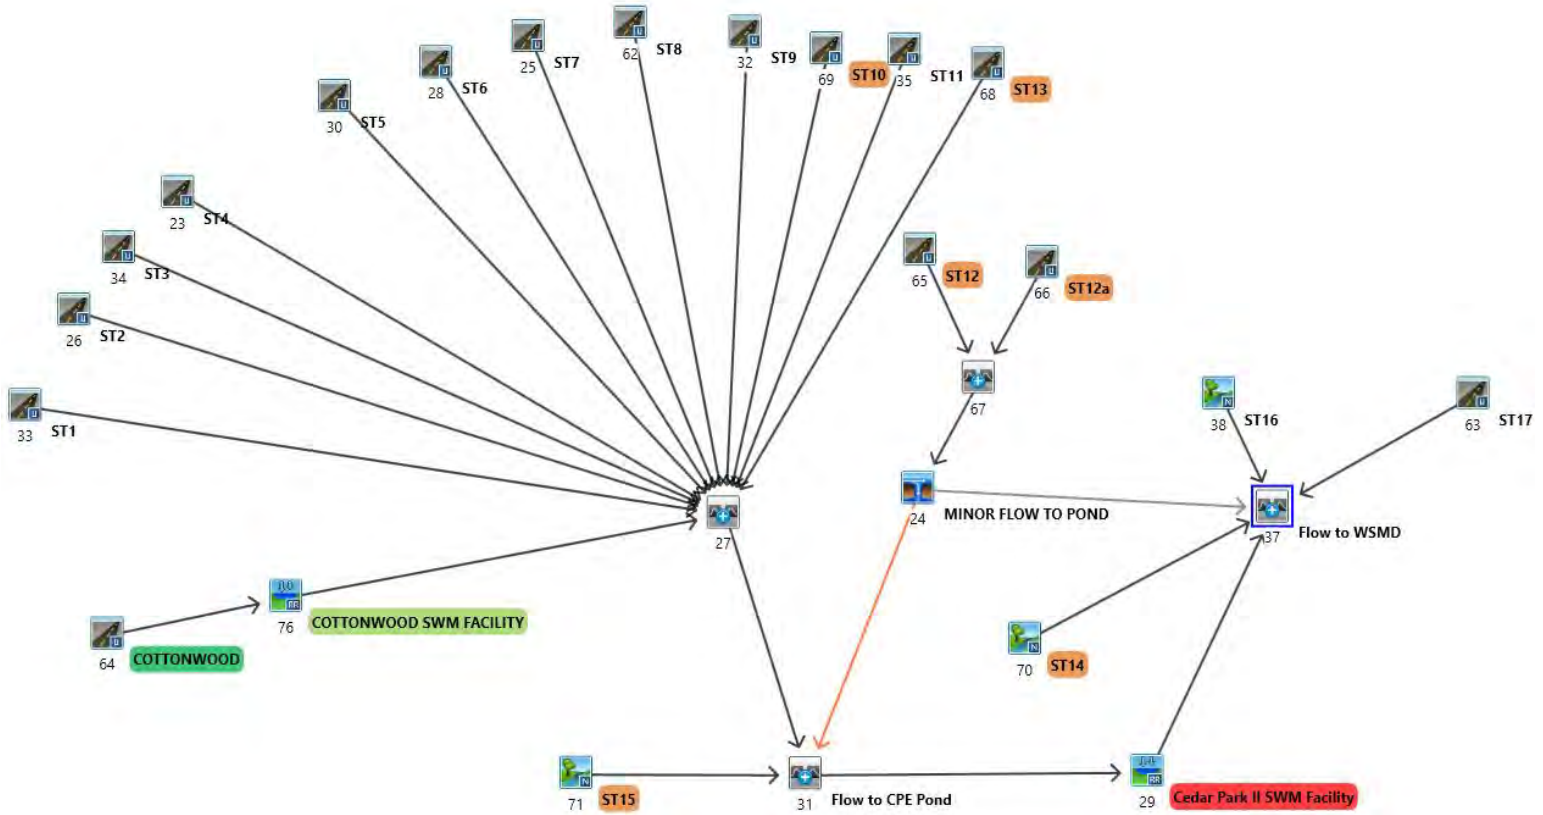 62 ST8
25 ST7
32 ST9
69 ST10
35 ST11
28 ST6
68 ST13
30 ST5
23 ST4
34 ST3
65 ST12
66 ST12a
26 ST2
67
33 ST1
38 ST16
63 ST17
24 MINOR FLOW TO POND
27
37 Flow to WSMD
76 COTTONWOOD SWM FACILITY
64 COTTONWOOD
70 ST14
71 ST15
31 Flow to CPE Pond
29 Cedar Park II SWM Facility